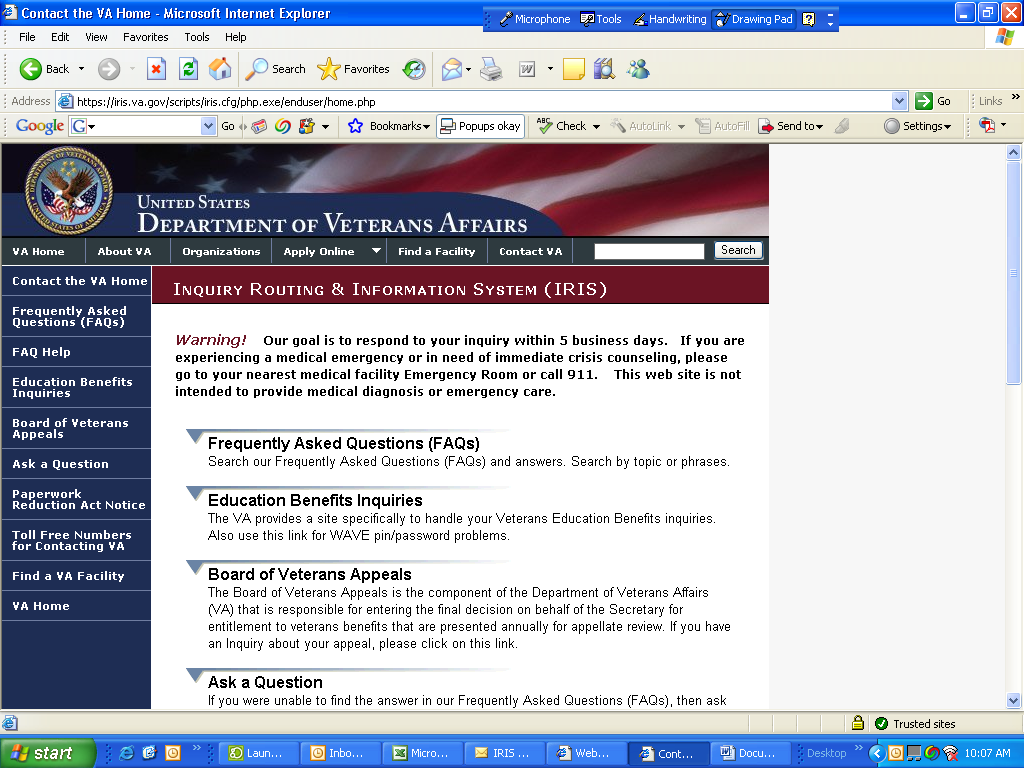 Contact the VA Home - Microsoft Internet Explorer
Microphone Tools Handwriting Drawing Pad
File Edit View Favorites Tools Help
Back Search Favorites
Address https://iris.va.gov/scripts/iris.cfg/php.exe/enduser/home.php Go Links »
Google G Go Bookmarks Popups okay ABC Check AutoLink AutoFill Send to Settings
UNITED STATES
DEPARTMENT OF VETERANS AFFAIRS
VA Home About VA Organizations Apply Online Find a Facility Contact VA Search
Contact the VA Home
Frequently Asked
Questions (FAQs)
FAQ Help
Education Benefits
Inquiries
Board of Veterans
Appeals
Ask a Question
Paperwork
Reduction Act Notice
Toll Free Numbers
for Contacting VA
Find a VA Facility
VA Home
INQUIRY ROUTING & INFORMATION SYSTEM (IRIS)
Warning! Our goal is to respond to your inquiry within 5 business days. If you are
experiencing a medical emergency or in need of immediate crisis counseling, please
go to your nearest medical facility Emergency Room or call 911. This web site is not
intended to provide medical diagnosis or emergency care.
Frequently Asked Questions (FAQs)
Search our Frequently Asked Questions (FAQs) and answers. Search by topic or phrases.
Education Benefits Inquiries
The VA provides a site specifically to handle your Veterans Education Benefits inquiries.
Also use this link for WAVE pin/password problems.
Board of Veterans Appeals
The Board of Veterans Appeals is the component of the Department of Veterans Affairs
(VA) that is responsible for entering the final decision on behalf of the Secretary for
entitlement to veterans benefits that are presented annually for appellate review. If you have
an Inquiry about your appeal, please click on this link.
Ask a Question
If you were unable to find the answer in our Frequently Asked Questions (FAQs), then ask
Trusted sites
start » Laun... Inbo... Micro... IRIS ... Web... Cont... Docu... Desktop » 10:07 AM